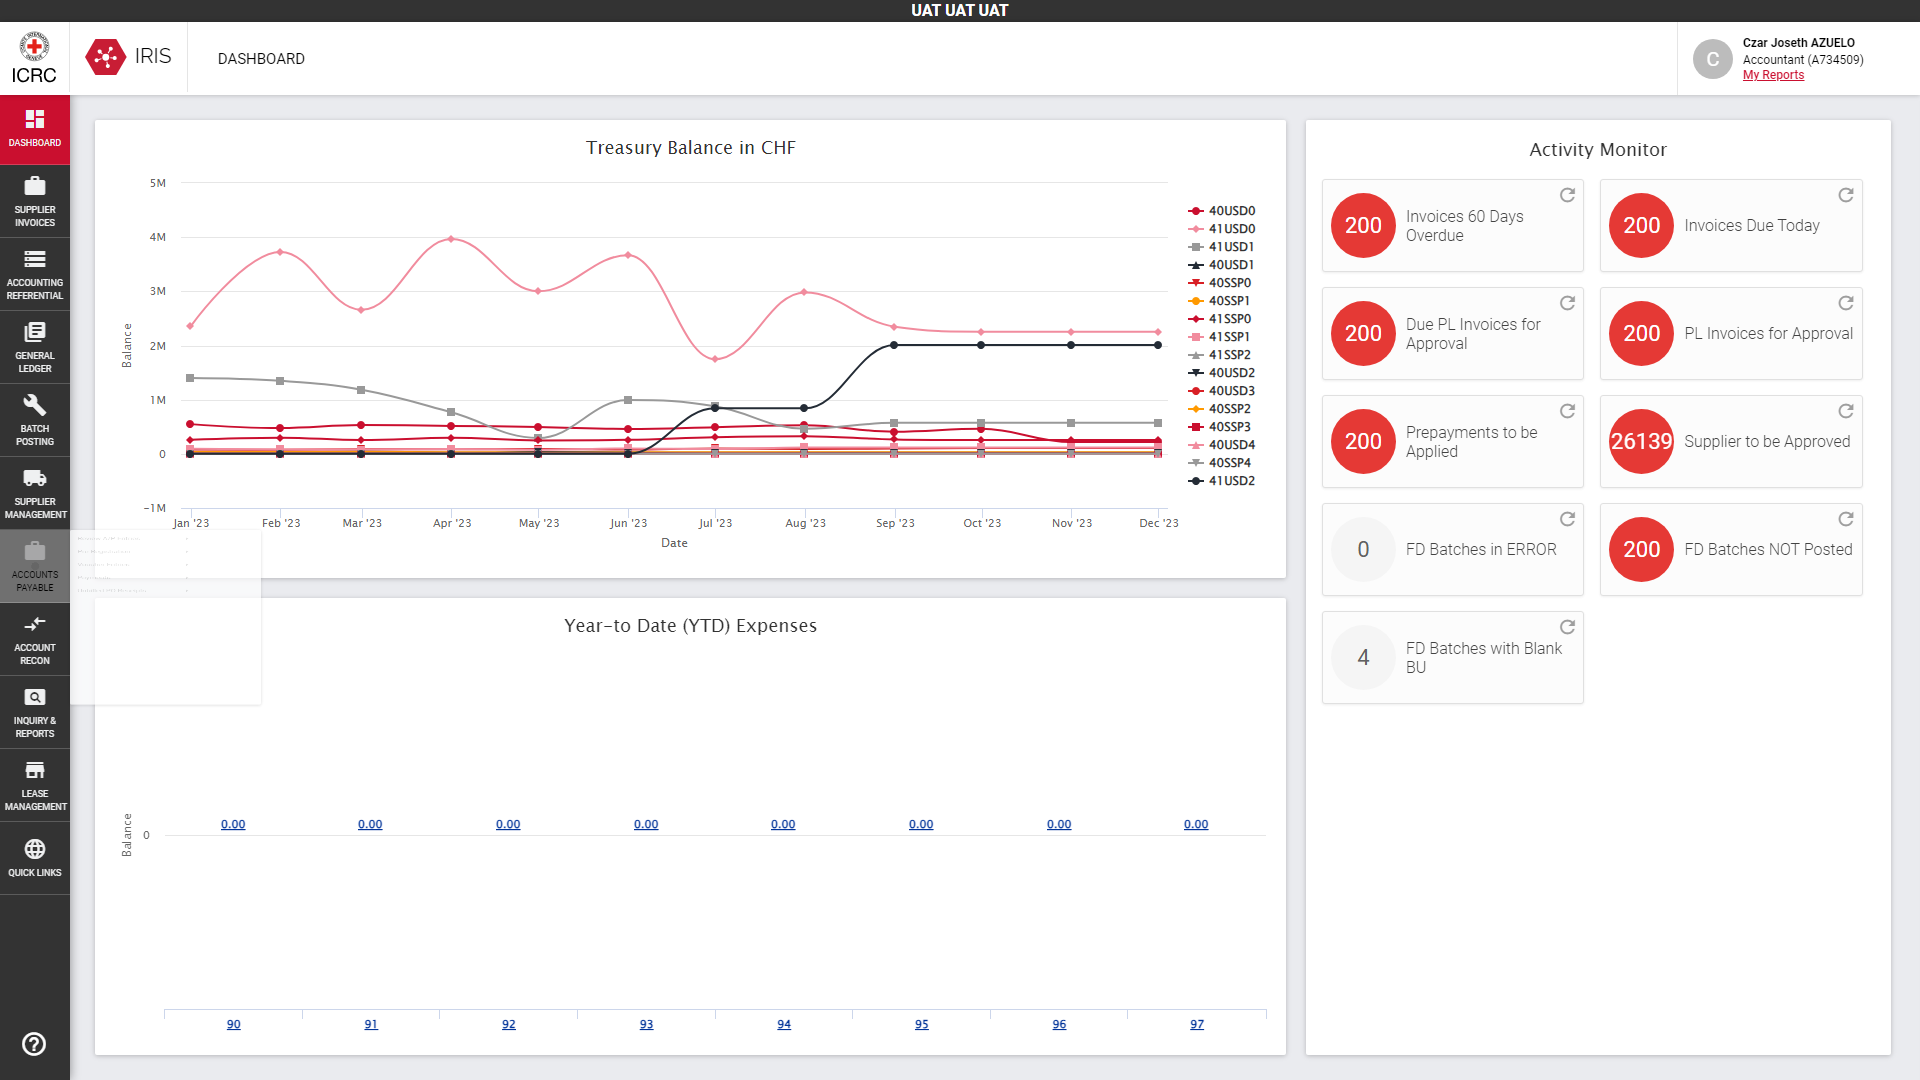 UAT UAT UAT
ICRC
IRIS
DASHBOARD
C
Czar Joseth AZUELO
Accountant (A734509)
My Reports
DASHBOARD
SUPPLIER
INVOICES
ACCOUNTING
REFERENTIAL
GENERAL
LEDGER
BATCH
POSTING
SUPPLIER
MANAGEMENT
ACCOUNTS
PAYABLE
ACCOUNT
RECON
INQUIRY &
REPORTS
LEASE
MANAGEMENT
QUICK LINKS
Treasury Balance in CHF
5M
4M
3M
2M
1M
0
-1M
Balance
Jan '23 Feb '23 Mar '23 Apr '23 May '23 Jun '23 Jul '23 Aug '23 Sep '23 Oct '23 Nov '23 Dec '23
Date
40USD0
41USD0
41USD1
40USD1
40SSP0
40SSP1
41SSP0
41SSP1
41SSP2
40USD2
40USD3
40SSP2
40SSP3
40USD4
40SSP4
41USD2
Year-to Date (YTD) Expenses
Balance
0
0.00 0.00 0.00 0.00 0.00 0.00 0.00 0.00
90 91 92 93 94 95 96 97
Activity Monitor
200
Invoices 60 Days
Overdue
200
Invoices Due Today
200
Due PL Invoices for
Approval
200
PL Invoices for Approval
200
Prepayments to be
Applied
26139
Supplier to be Approved
0
FD Batches in ERROR
200
FD Batches NOT Posted
4
FD Batches with Blank
BU